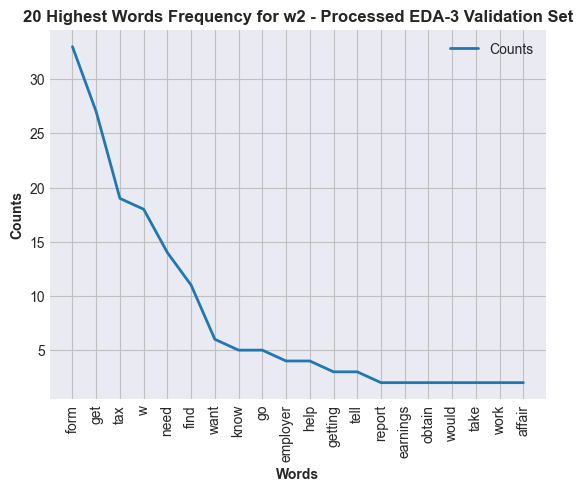 20 Highest Words Frequency for w2 - Processed EDA-3 Validation Set
Counts
30
25
20
15
10
5
Counts
form
get
tax
w
need
find
want
know
go
employer
help
getting
tell
report
earnings
obtain
would
take
work
affair
Words